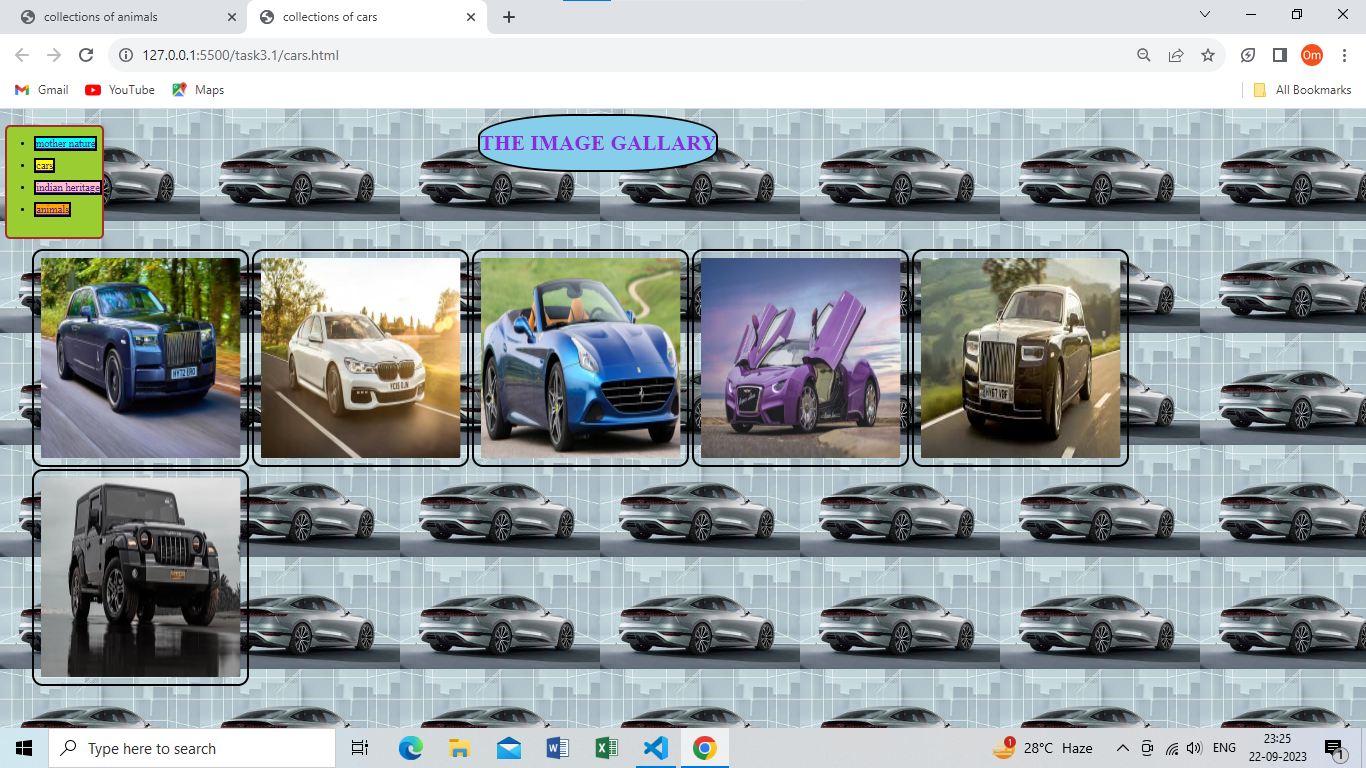 collections of animals
collections of cars
127.0.0.1:5500/task3.1/cars.html
Om
Gmail
YouTube
Maps
All Bookmarks
THE IMAGE GALLARY
mother nature
cars
indian heritage
animals
Type here to search
1
28°C Haze
ENG
23:25
22-09-2023
1